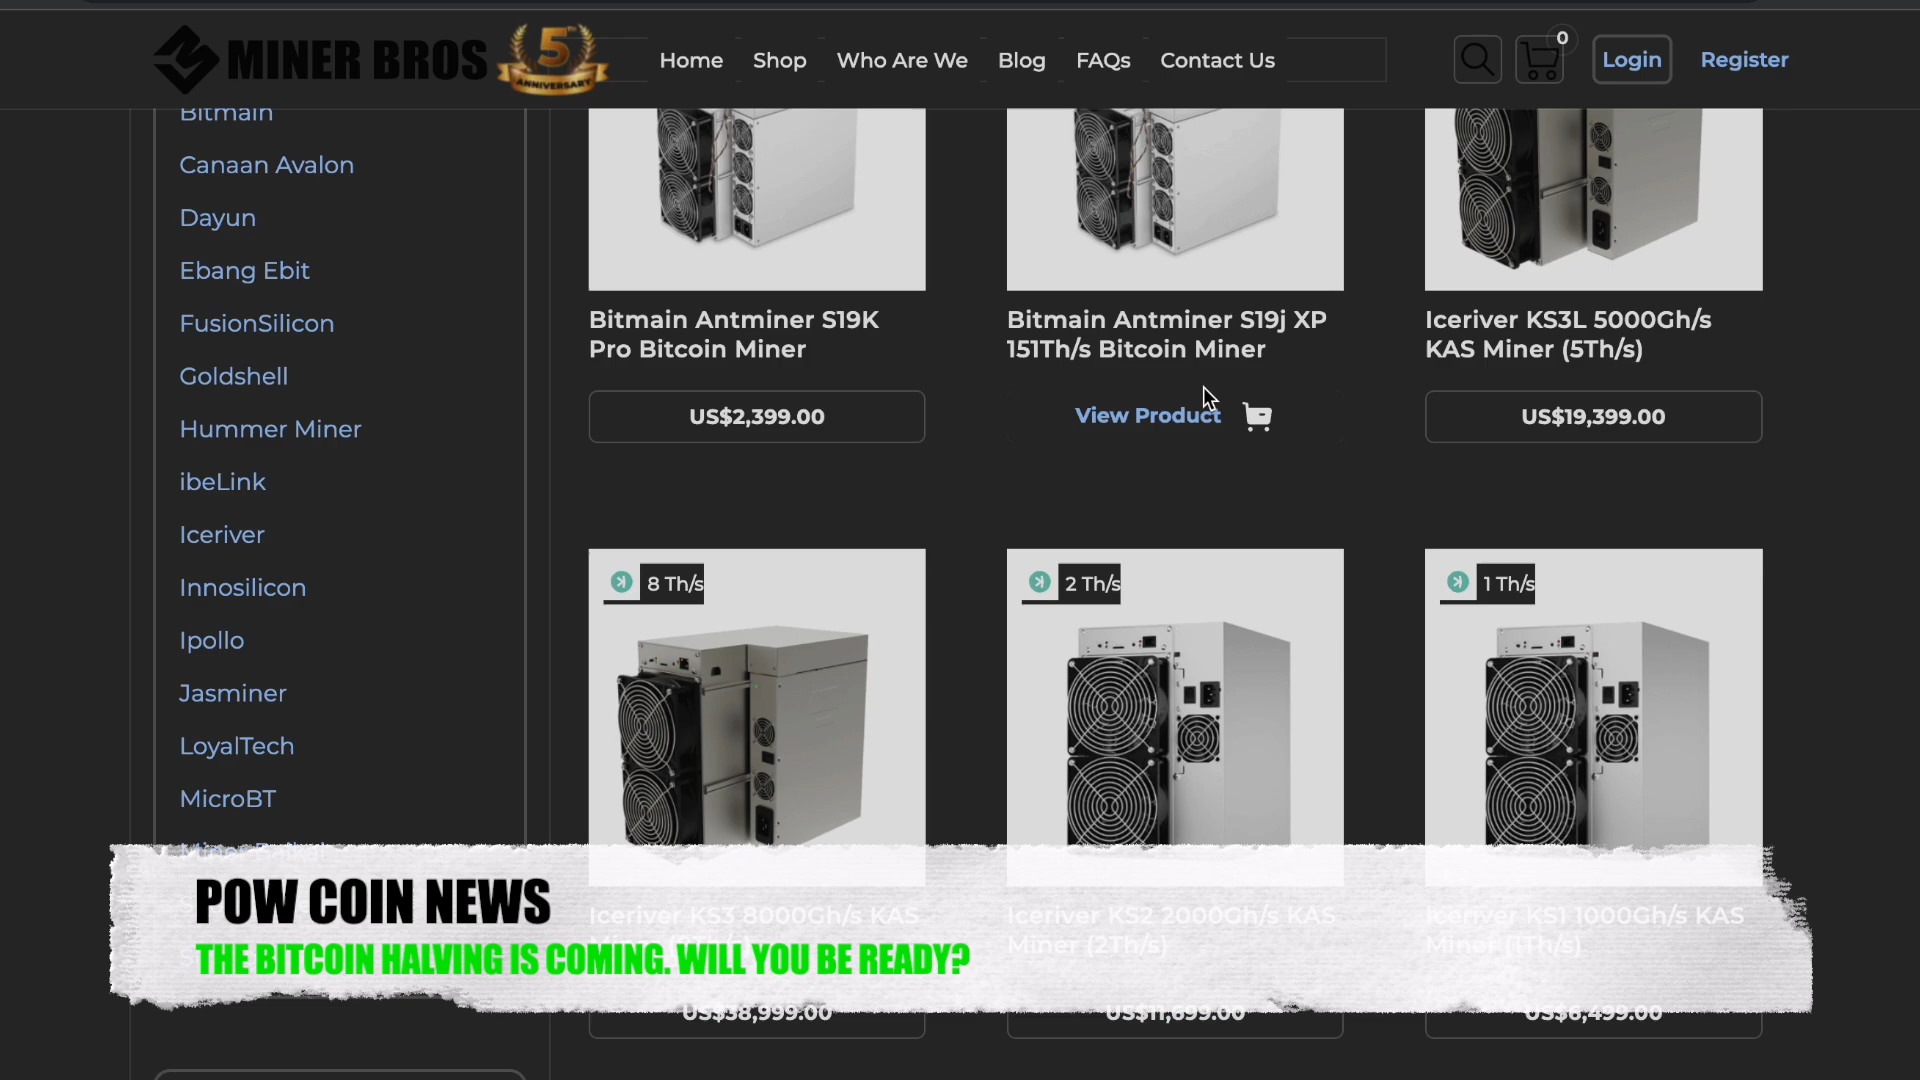 MINER BROS
5th
ANNIVERSARY
Home
Shop
Who Are We
Blog
FAQs
Contact Us
0
Login
Register
Bitmain
Canaan Avalon
Dayun
Ebang Ebit
FusionSilicon
Goldshell
Hummer Miner
ibeLink
Iceriver
Innosilicon
Ipollo
Jasminer
LoyalTech
MicroBT
Bitmain Antminer S19K
Pro Bitcoin Miner
US$2,399.00
Bitmain Antminer S19j XP
151Th/s Bitcoin Miner
View Product
Iceriver KS3L 5000Gh/s
KAS Miner (5Th/s)
US$19,399.00
8 Th/s
2 Th/s
1 Th/s
Iceriver KS3 8000Gh/s KAS
Iceriver KS2 2000Gh/s KAS
Miner (2Th/s)
Iceriver KS1 1000Gh/s KAS
Miner (1Th/s)
POW COIN NEWS
THE BITCOIN HALVING IS COMING. WILL YOU BE READY?
US$38,999.00
US$11,699.00
US$6,499.00